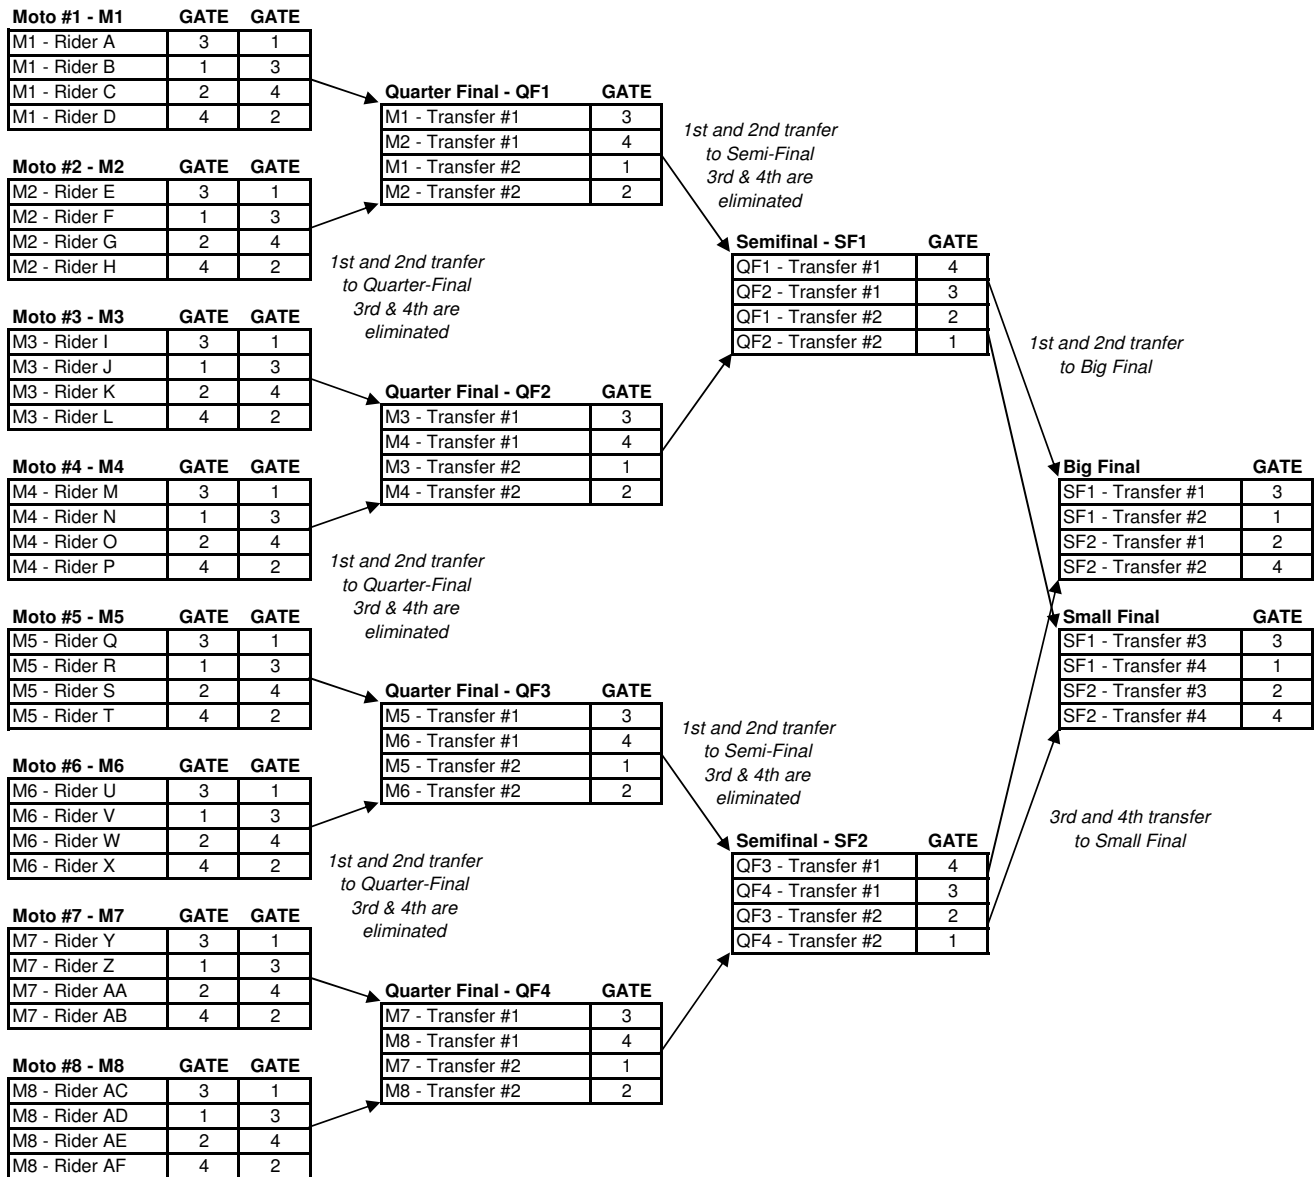 Moto #1 - M1 GATE GATE
M1 - Rider A 3 1
M1 - Rider B 1 3
M1 - Rider C 2 4
M1 - Rider D 4 2
Moto #2 - M2 GATE GATE
M2 - Rider E 3 1
M2 - Rider F 1 3
M2 - Rider G 2 4
M2 - Rider H 4 2
Moto #3 - M3 GATE GATE
M3 - Rider I 3 1
M3 - Rider J 1 3
M3 - Rider K 2 4
M3 - Rider L 4 2
Moto #4 - M4 GATE GATE
M4 - Rider M 3 1
M4 - Rider N 1 3
M4 - Rider O 2 4
M4 - Rider P 4 2
Moto #5 - M5 GATE GATE
M5 - Rider Q 3 1
M5 - Rider R 1 3
M5 - Rider S 2 4
M5 - Rider T 4 2
Moto #6 - M6 GATE GATE
M6 - Rider U 3 1
M6 - Rider V 1 3
M6 - Rider W 2 4
M6 - Rider X 4 2
Moto #7 - M7 GATE GATE
M7 - Rider Y 3 1
M7 - Rider Z 1 3
M7 - Rider AA 2 4
M7 - Rider AB 4 2
Moto #8 - M8 GATE GATE
M8 - Rider AC 3 1
M8 - Rider AD 1 3
M8 - Rider AE 2 4
M8 - Rider AF 4 2
Quarter Final - QF1 GATE
M1 - Transfer #1 3
M2 - Transfer #1 4
M1 - Transfer #2 1
M2 - Transfer #2 2
1st and 2nd tranfer
to Quarter-Final
3rd & 4th are
eliminated
Quarter Final - QF2 GATE
M3 - Transfer #1 3
M4 - Transfer #1 4
M3 - Transfer #2 1
M4 - Transfer #2 2
1st and 2nd tranfer
to Quarter-Final
3rd & 4th are
eliminated
Quarter Final - QF3 GATE
M5 - Transfer #1 3
M6 - Transfer #1 4
M5 - Transfer #2 1
M6 - Transfer #2 2
1st and 2nd tranfer
to Quarter-Final
3rd & 4th are
eliminated
Quarter Final - QF4 GATE
M7 - Transfer #1 3
M8 - Transfer #1 4
M7 - Transfer #2 1
M8 - Transfer #2 2
1st and 2nd tranfer
to Semi-Final
3rd & 4th are
eliminated
Semifinal - SF1 GATE
QF1 - Transfer #1 4
QF2 - Transfer #1 3
QF1 - Transfer #2 2
QF2 - Transfer #2 1
1st and 2nd tranfer
to Semi-Final
3rd & 4th are
eliminated
Semifinal - SF2 GATE
QF3 - Transfer #1 4
QF4 - Transfer #1 3
QF3 - Transfer #2 2
QF4 - Transfer #2 1
1st and 2nd tranfer
to Big Final
Big Final GATE
SF1 - Transfer #1 3
SF1 - Transfer #2 1
SF2 - Transfer #1 2
SF2 - Transfer #2 4
Small Final GATE
SF1 - Transfer #3 3
SF1 - Transfer #4 1
SF2 - Transfer #3 2
SF2 - Transfer #4 4
3rd and 4th transfer
to Small Final